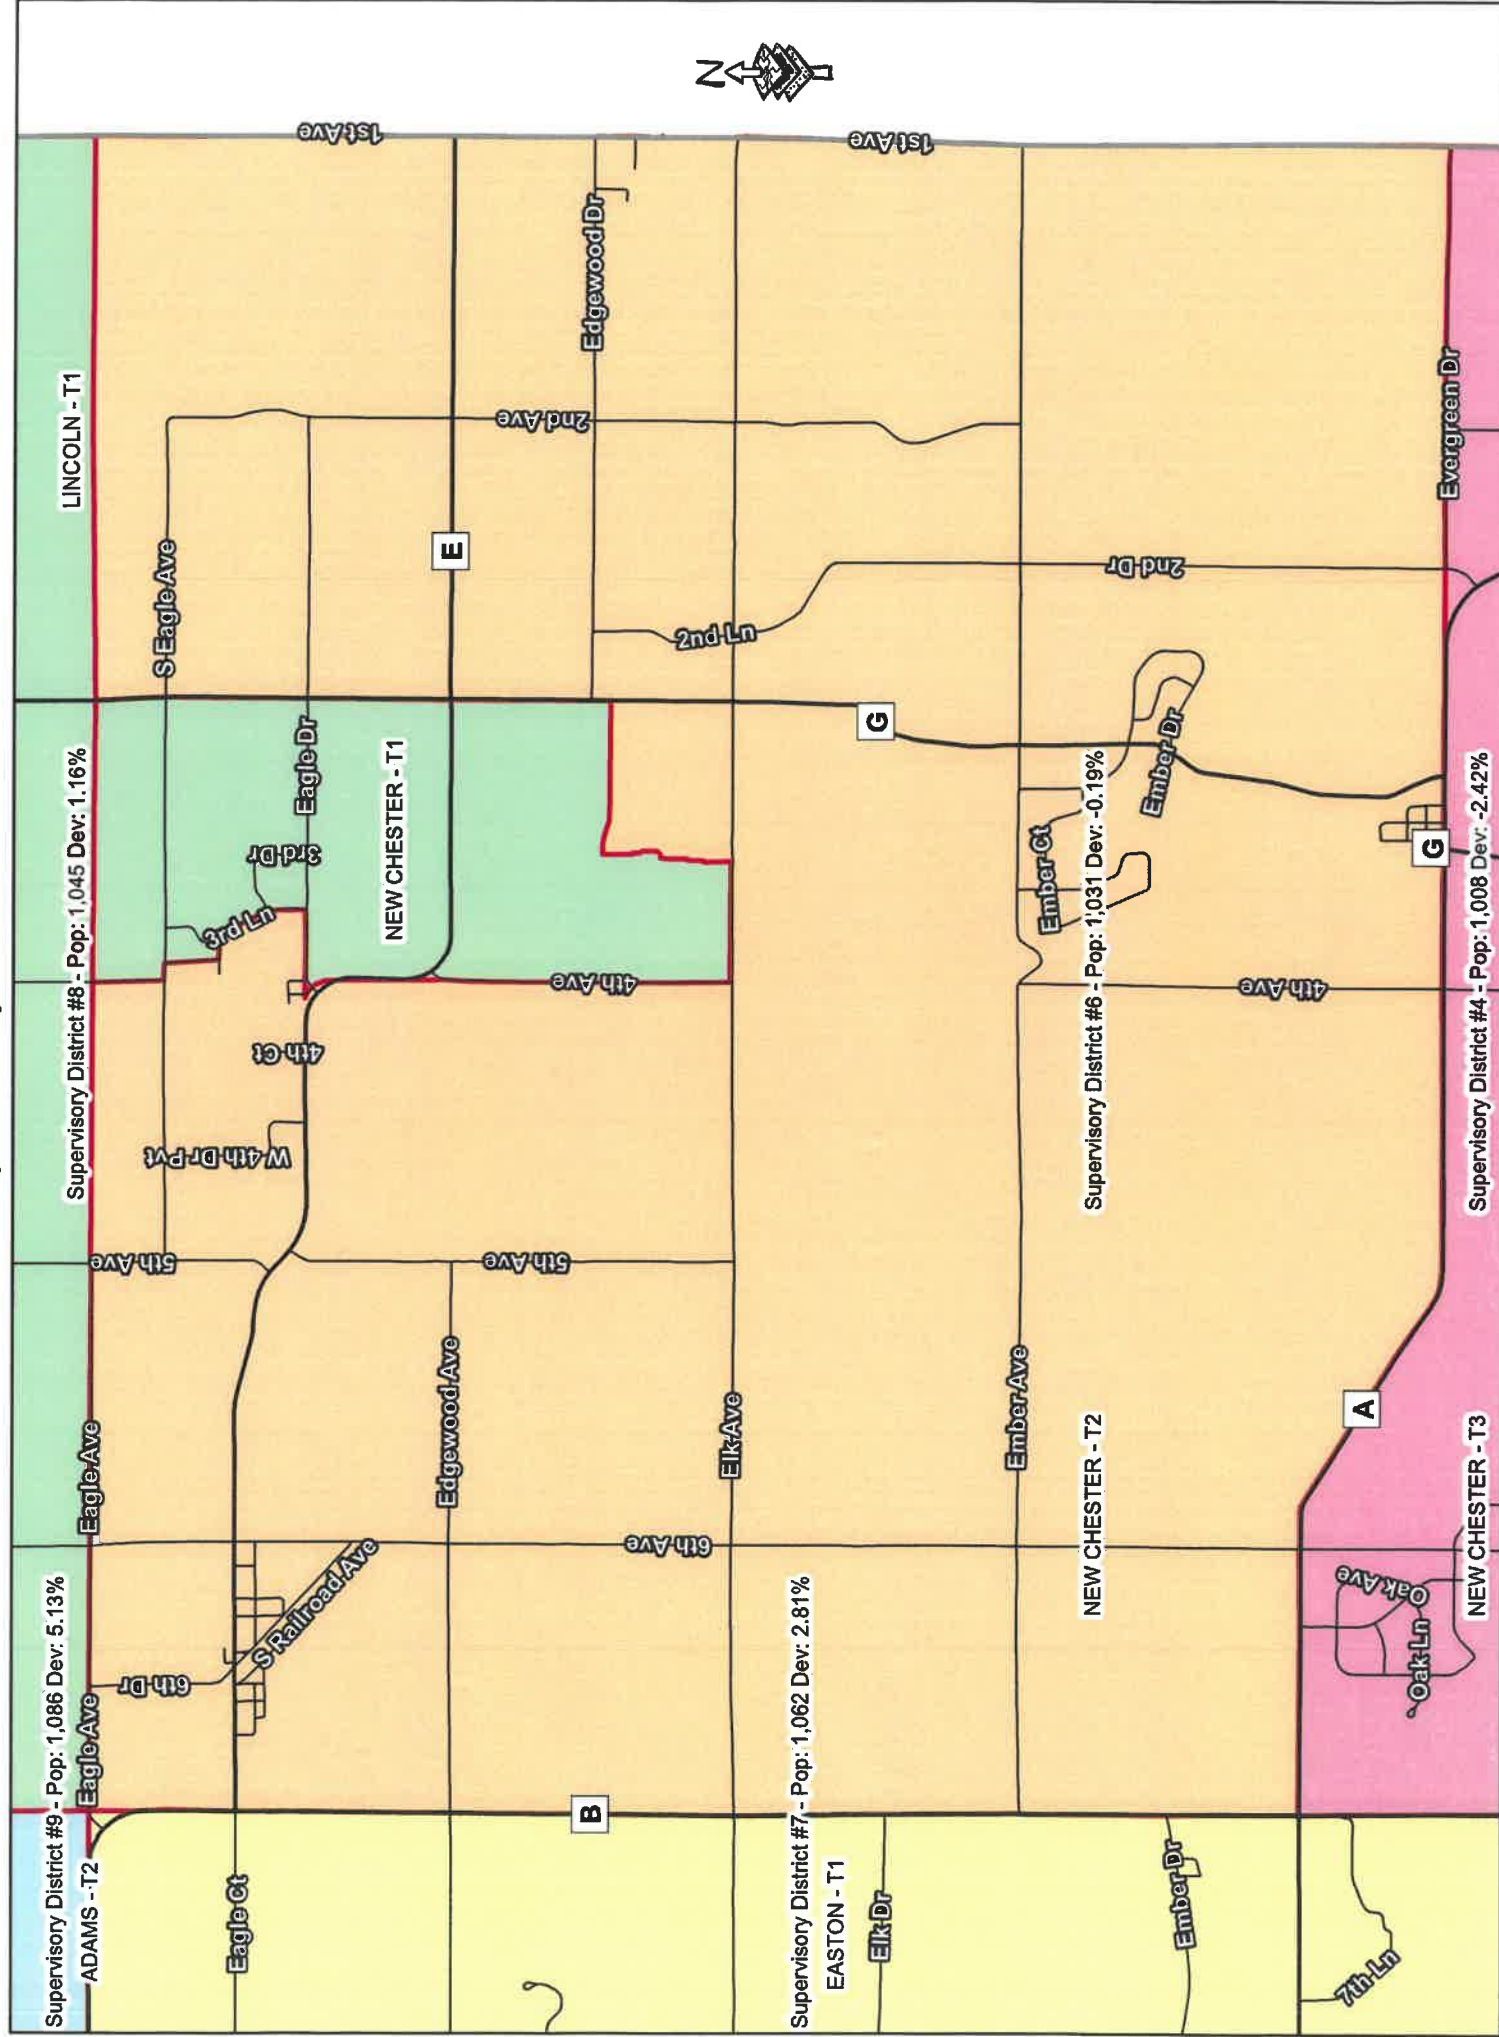 N
LINCOLN - T1
1st Ave
1st Ave
Edgewood Dr
2nd Ave
Evergreen Dr
S Eagle Ave
E
2nd Dr
2nd Ln
Supervisory District #8 - Pop: 1,045 Dev: 1.16%
Eagle Dr
NEW CHESTER - T1
3rd Dr
3rd Ln
G
Ember Dr
Ember Ct
G
Supervisory District #6 - Pop: 1,031 Dev: -0.19%
Supervisory District #4 - Pop: 1,008 Dev: -2.42%
4th Ave
4th Ave
4th Ct
W 4th Dr Pvt
5th Ave
5th Ave
Eagle Ave
Edgewood Ave
Elk Ave
Ember Ave
A
NEW CHESTER - T2
NEW CHESTER - T3
6th Ave
S Railroad Ave
Oak Ave
Oak Ln
6th Dr
Eagle Ave
Supervisory District #9 - Pop: 1,086 Dev: 5.13%
ADAMS - T2
B
Supervisory District #7 - Pop: 1,062 Dev: 2.81%
EASTON - T1
Eagle Ct
Elk Dr
Ember Dr
7th Ln